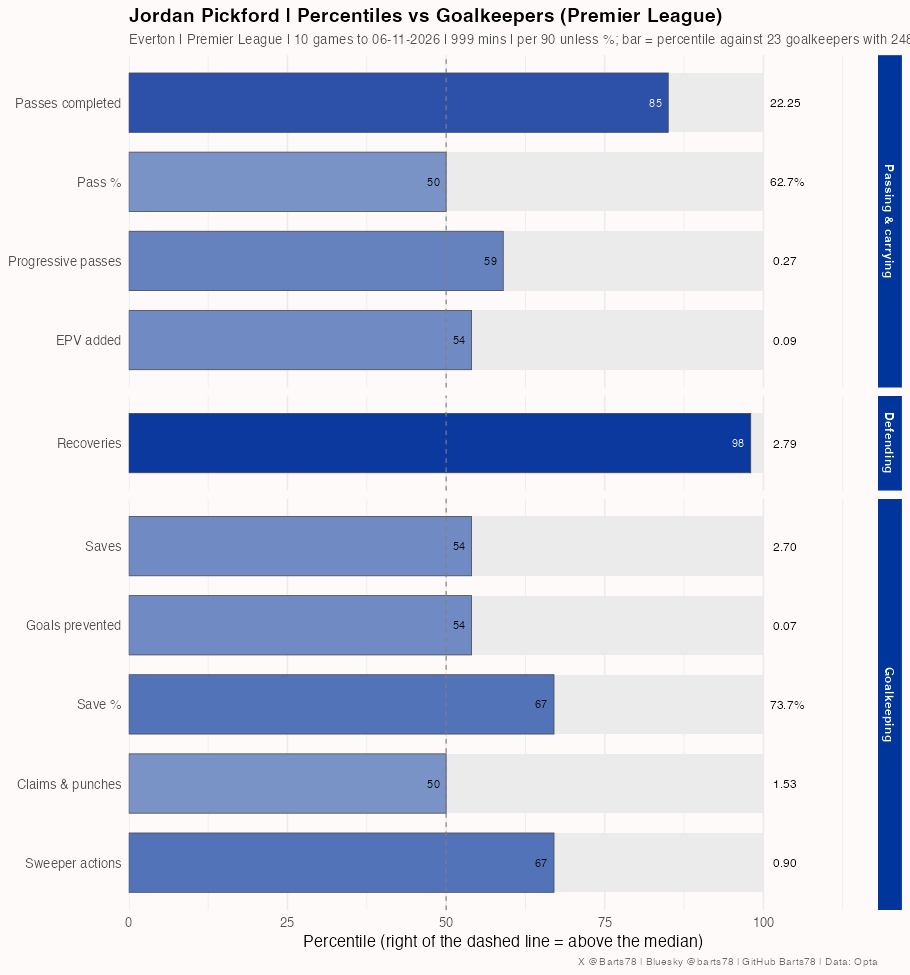 Jordan Pickford | Percentiles vs Goalkeepers (Premier League)
Everton | Premier League | 10 games to 06-11-2026 | 999 mins | per 90 unless %; bar = percentile against 23 goalkeepers with 248
Passes completed 85 22.25
Pass % 50 62.7%
Progressive passes 59 0.27
EPV added 54 0.09
Passing & carrying
Recoveries 98 2.79
Defending
Saves 54 2.70
Goals prevented 54 0.07
Save % 67 73.7%
Claims & punches 50 1.53
Sweeper actions 67 0.90
Goalkeeping
0 25 50 75 100
Percentile (right of the dashed line = above the median)
X @Barts78 | Bluesky @barts78 | GitHub Barts78 | Data: Opta